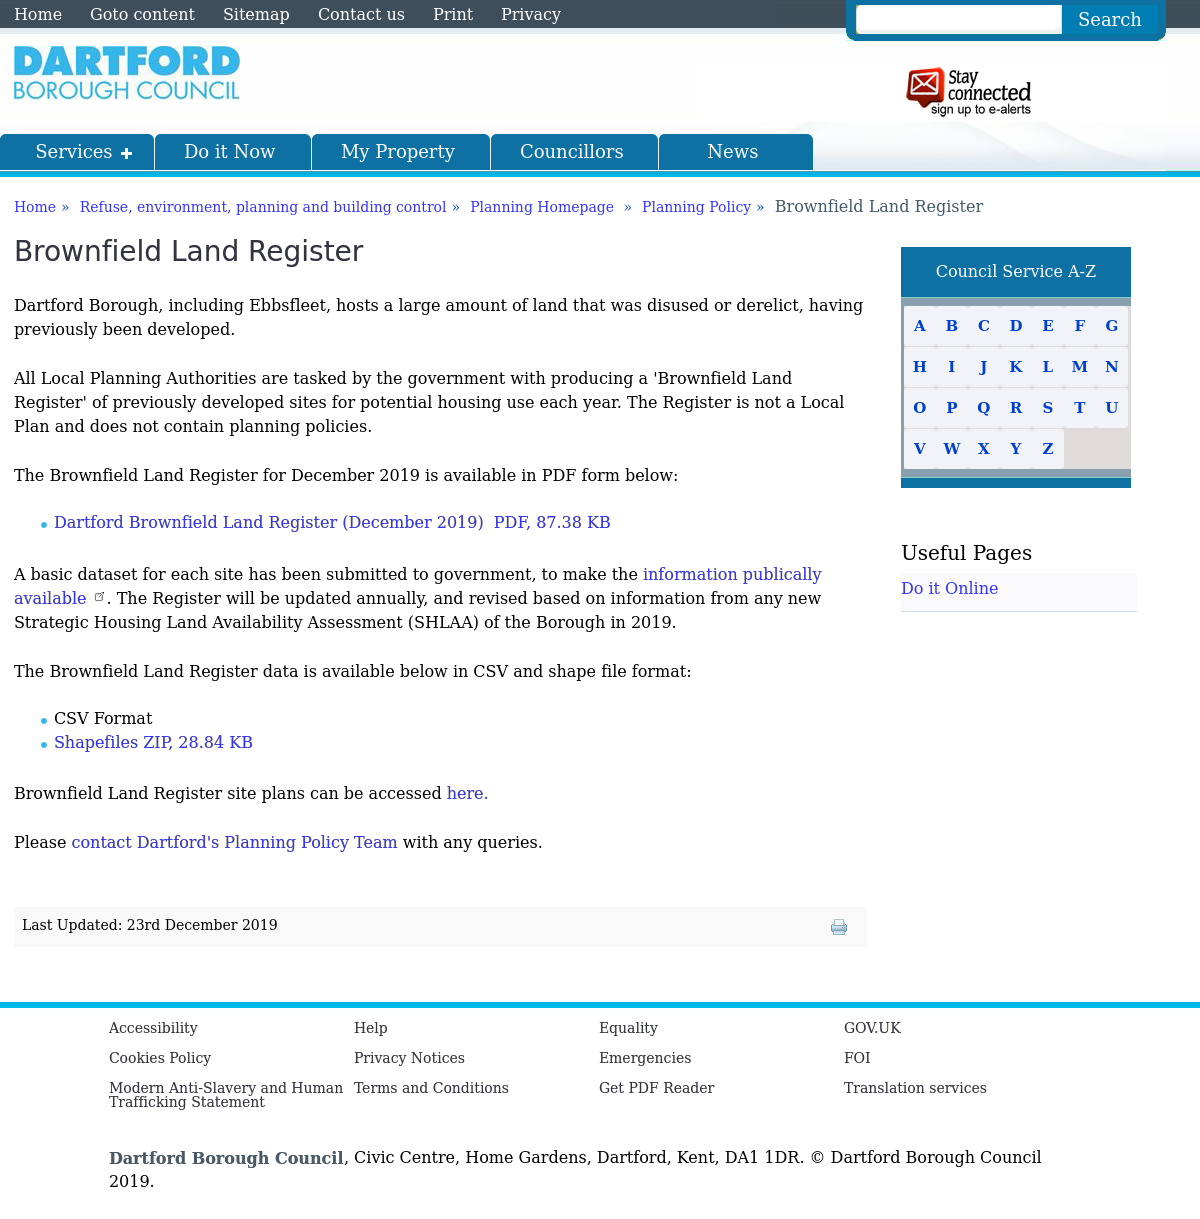 Home Goto content Sitemap Contact us Print Privacy
Search
DARTFORD
BOROUGH COUNCIL
Stay
connected
sign up to e-alerts
Services Do it Now My Property Councillors News
Home » Refuse, environment, planning and building control » Planning Homepage » Planning Policy » Brownfield Land Register
Brownfield Land Register
Dartford Borough, including Ebbsfleet, hosts a large amount of land that was disused or derelict, having
previously been developed.
All Local Planning Authorities are tasked by the government with producing a 'Brownfield Land
Register' of previously developed sites for potential housing use each year. The Register is not a Local
Plan and does not contain planning policies.
The Brownfield Land Register for December 2019 is available in PDF form below:
Dartford Brownfield Land Register (December 2019) PDF, 87.38 KB
A basic dataset for each site has been submitted to government, to make the information publically
available . The Register will be updated annually, and revised based on information from any new
Strategic Housing Land Availability Assessment (SHLAA) of the Borough in 2019.
The Brownfield Land Register data is available below in CSV and shape file format:
CSV Format
Shapefiles ZIP, 28.84 KB
Brownfield Land Register site plans can be accessed here.
Please contact Dartford's Planning Policy Team with any queries.
Last Updated: 23rd December 2019
Council Service A-Z
A B C D E F G
H I J K L M N
O P Q R S T U
V W X Y Z
Useful Pages
Do it Online
Accessibility Help Equality GOV.UK
Cookies Policy Privacy Notices Emergencies FOI
Modern Anti-Slavery and Human Terms and Conditions Get PDF Reader Translation services
Trafficking Statement
Dartford Borough Council, Civic Centre, Home Gardens, Dartford, Kent, DA1 1DR. © Dartford Borough Council
2019.